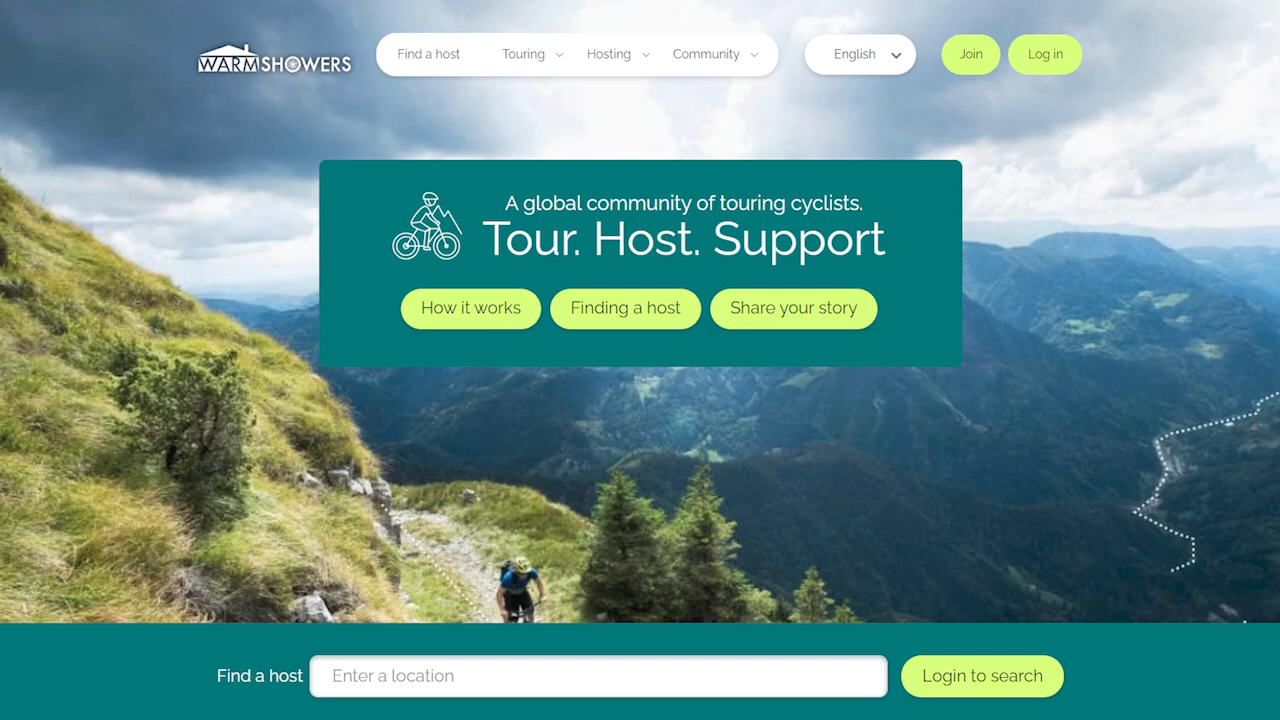 WARMSHOWERS
Find a host
Touring
Hosting
Community
English
Join
Log in
A global community of touring cyclists.
Tour. Host. Support
How it works
Finding a host
Share your story
Find a host
Enter a location
Login to search